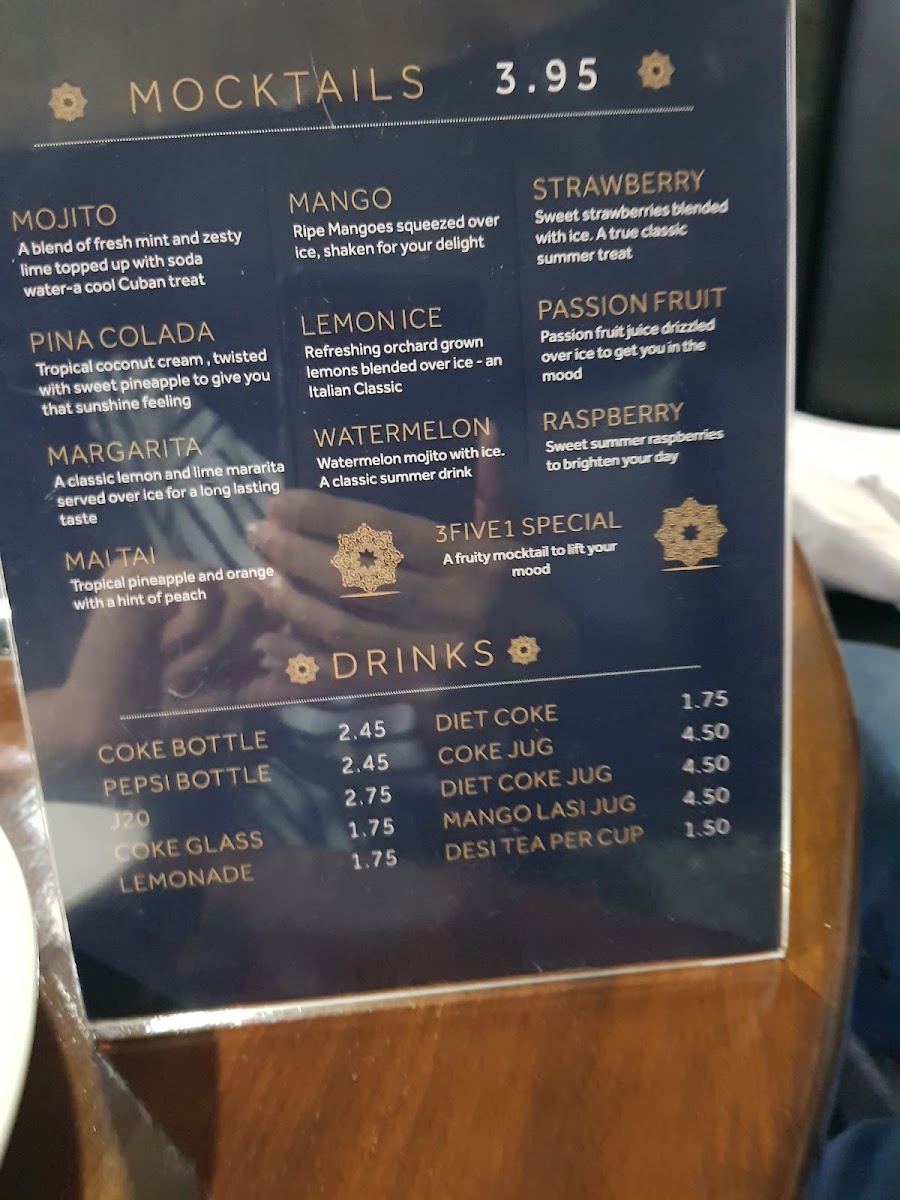 MOCKTAILS 3.95
MOJITO
A blend of fresh mint and zesty
lime topped up with soda
water-a cool Cuban treat
PINA COLADA
Tropical coconut cream , twisted
with sweet pineapple to give you
that sunshine feeling
MARGARITA
A classic lemon and lime mararita
served over ice for a long lasting
taste
MAI TAI
Tropical pineapple and orange
with a hint of peach
MANGO
Ripe Mangoes squeezed over
ice, shaken for your delight
LEMON ICE
Refreshing orchard grown
lemons blended over ice - an
Italian Classic
WATERMELON
Watermelon mojito with ice.
A classic summer drink
STRAWBERRY
Sweet strawberries blended
with ice. A true classic
summer treat
PASSION FRUIT
Passion fruit juice drizzled
over ice to get you in the
mood
RASPBERRY
Sweet summer raspberries
to brighten your day
3FIVE1 SPECIAL
A fruity mocktail to lift your
mood
DRINKS
COKE BOTTLE 2.45
PEPSI BOTTLE 2.45
J20 2.75
COKE GLASS 1.75
LEMONADE 1.75
DIET COKE 1.75
COKE JUG 4.50
DIET COKE JUG 4.50
MANGO LASI JUG 4.50
DESI TEA PER CUP 1.50